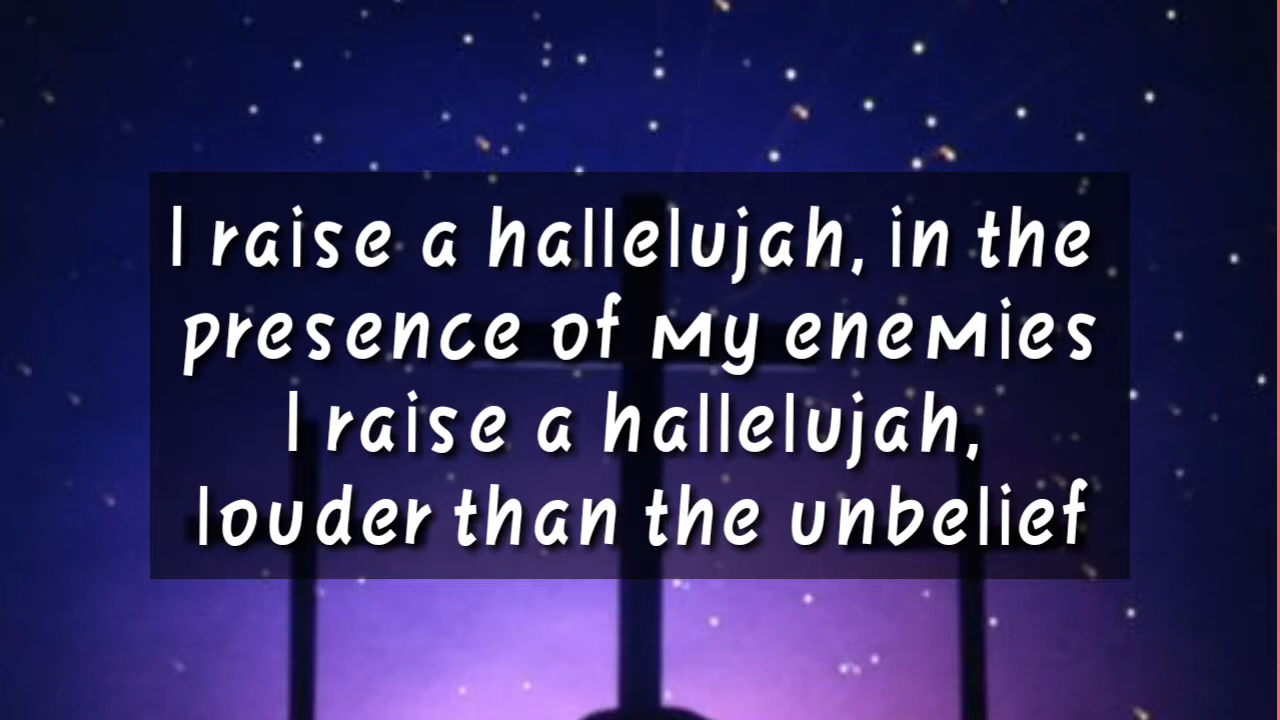 I raise a hallelujah, in the
presence of my enemies
I raise a hallelujah,
louder than the unbelief